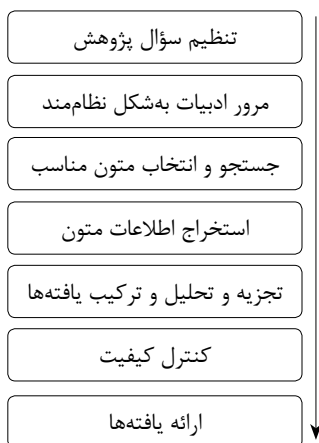 تنظیم سؤال پژوهش
مرور ادبیات به‌شکل نظام‌مند
جستجو و انتخاب متون مناسب
استخراج اطلاعات متون
تجزیه و تحلیل و ترکیب یافته‌ها
کنترل کیفیت
ارائه یافته‌ها